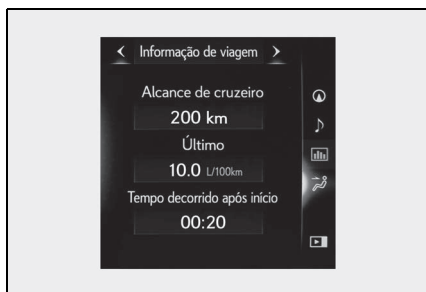 Informação de viagem
Alcance de cruzeiro
200 km
Último
10.0 L/100km
Tempo decorrido após início
00:20